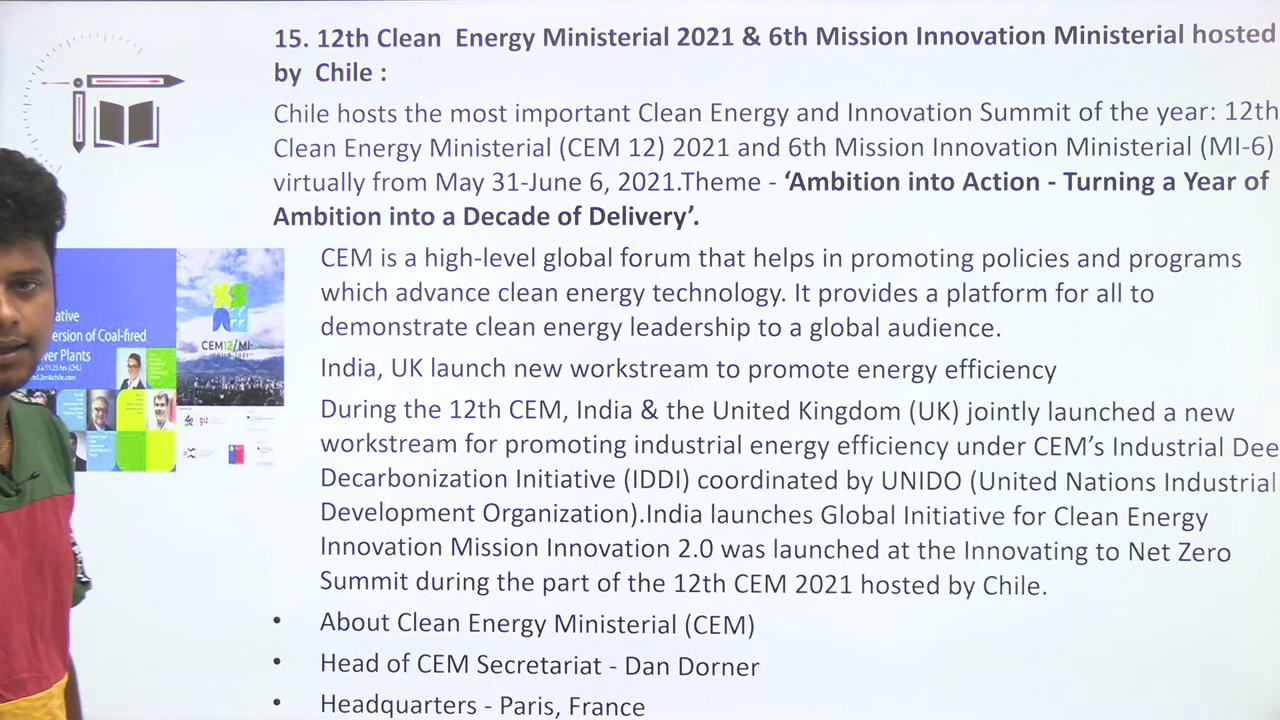 15. 12th Clean Energy Ministerial 2021 & 6th Mission Innovation Ministerial hosted
by Chile :
Chile hosts the most important Clean Energy and Innovation Summit of the year: 12th
Clean Energy Ministerial (CEM 12) 2021 and 6th Mission Innovation Ministerial (MI-6)
virtually from May 31-June 6, 2021.Theme - ‘Ambition into Action - Turning a Year of
Ambition into a Decade of Delivery’.
CEM is a high-level global forum that helps in promoting policies and programs
which advance clean energy technology. It provides a platform for all to
demonstrate clean energy leadership to a global audience.
India, UK launch new workstream to promote energy efficiency
During the 12th CEM, India & the United Kingdom (UK) jointly launched a new
workstream for promoting industrial energy efficiency under CEM’s Industrial Dee
Decarbonization Initiative (IDDI) coordinated by UNIDO (United Nations Industrial
Development Organization).India launches Global Initiative for Clean Energy
Innovation Mission Innovation 2.0 was launched at the Innovating to Net Zero
Summit during the part of the 12th CEM 2021 hosted by Chile.
• About Clean Energy Ministerial (CEM)
• Head of CEM Secretariat - Dan Dorner
• Headquarters - Paris, France
ative
ersion of Coal-fired
ver Plants
CEM12/MI-
giz